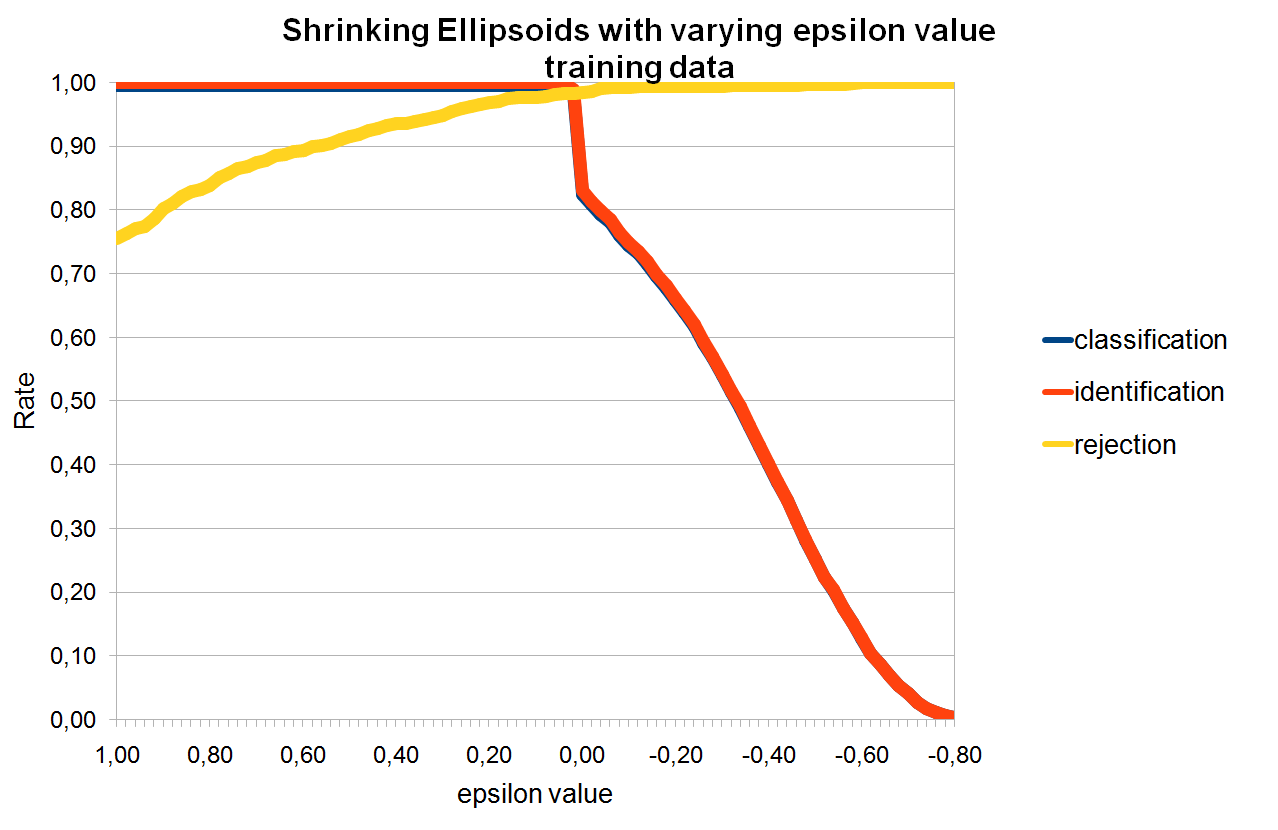 Shrinking Ellipsoids with varying epsilon value
training data
1,00
0,90
0,80
0,70
0,60
0,50
0,40
0,30
0,20
0,10
0,00
Rate
1,00 0,80 0,60 0,40 0,20 0,00 -0,20 -0,40 -0,60 -0,80
epsilon value
classification
identification
rejection